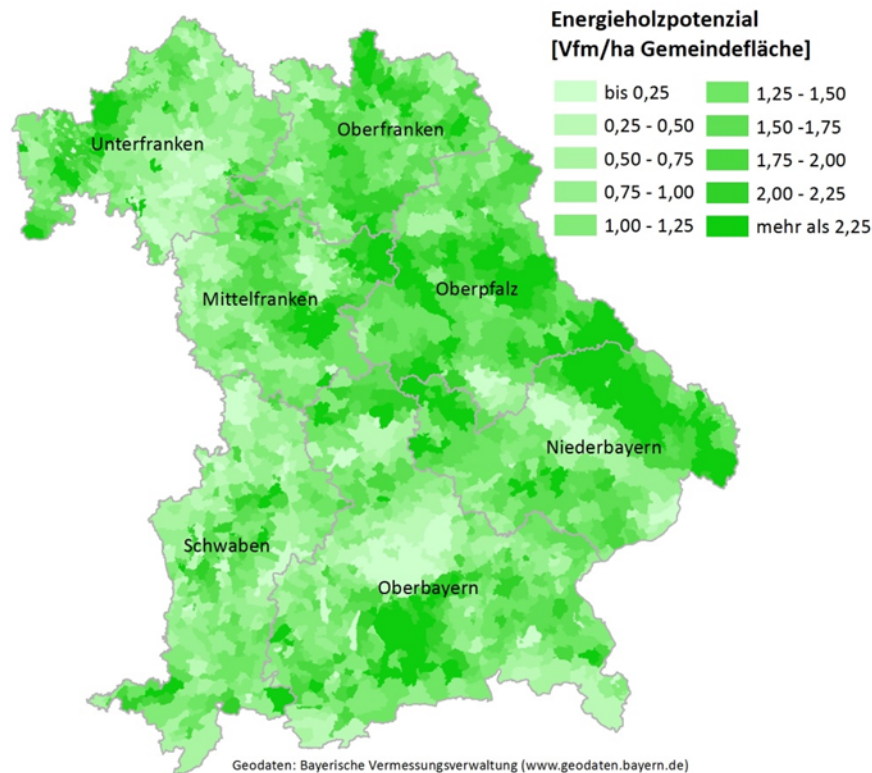 Energieholzpotenzial
[Vfm/ha Gemeindefläche]
bis 0,25
0,25 - 0,50
0,50 - 0,75
0,75 - 1,00
1,00 - 1,25
1,25 - 1,50
1,50 -1,75
1,75 - 2,00
2,00 - 2,25
mehr als 2,25
Unterfranken
Oberfranken
Mittelfranken
Oberpfalz
Niederbayern
Schwaben
Oberbayern
Geodaten: Bayerische Vermessungsverwaltung (www.geodaten.bayern.de)